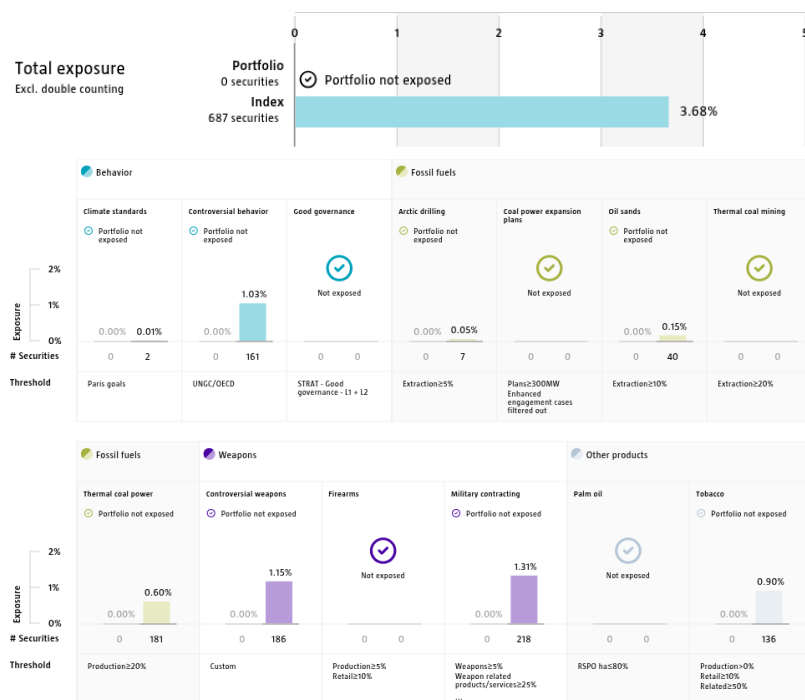 0 1 2 3 4 5
Total exposure
Excl. double counting
Portfolio
0 securities
Portfolio not exposed
Index
687 securities
3.68%
Behavior
Fossil fuels
Climate standards
Controversial behavior
Good governance
Arctic drilling
Coal power expansion
plans
Oil sands
Thermal coal mining
Portfolio not
exposed
Portfolio not
exposed
Not exposed
Portfolio not
exposed
Not exposed
Portfolio not
exposed
Not exposed
Exposure
2%
1%
0%
0.00% 0.01%
0.00% 1.03%
0.00% 0.05%
0.00% 0.15%
# Securities
0 2
0 161
0 0
0 7
0 0
0 40
0 0
Threshold
Paris goals
UNGC/OECD
STRAT - Good
governance - L1 + L2
Extraction≥5%
Plans≥300MW
Enhanced
engagement cases
filtered out
Extraction≥10%
Extraction≥20%
Fossil fuels
Weapons
Other products
Thermal coal power
Controversial weapons
Firearms
Military contracting
Palm oil
Tobacco
Portfolio not exposed
Portfolio not exposed
Not exposed
Portfolio not exposed
Not exposed
Portfolio not exposed
Exposure
2%
1%
0%
0.00% 0.60%
0.00% 1.15%
0.00% 1.31%
0.00% 0.90%
# Securities
0 181
0 186
0 0
0 218
0 0
0 136
Threshold
Production≥20%
Custom
Production≥5%
Retail≥10%
Weapons≥5%
Weapon related
products/services≥25%
RSPO ha≤80%
Production>0%
Retail≥10%
Related≥50%